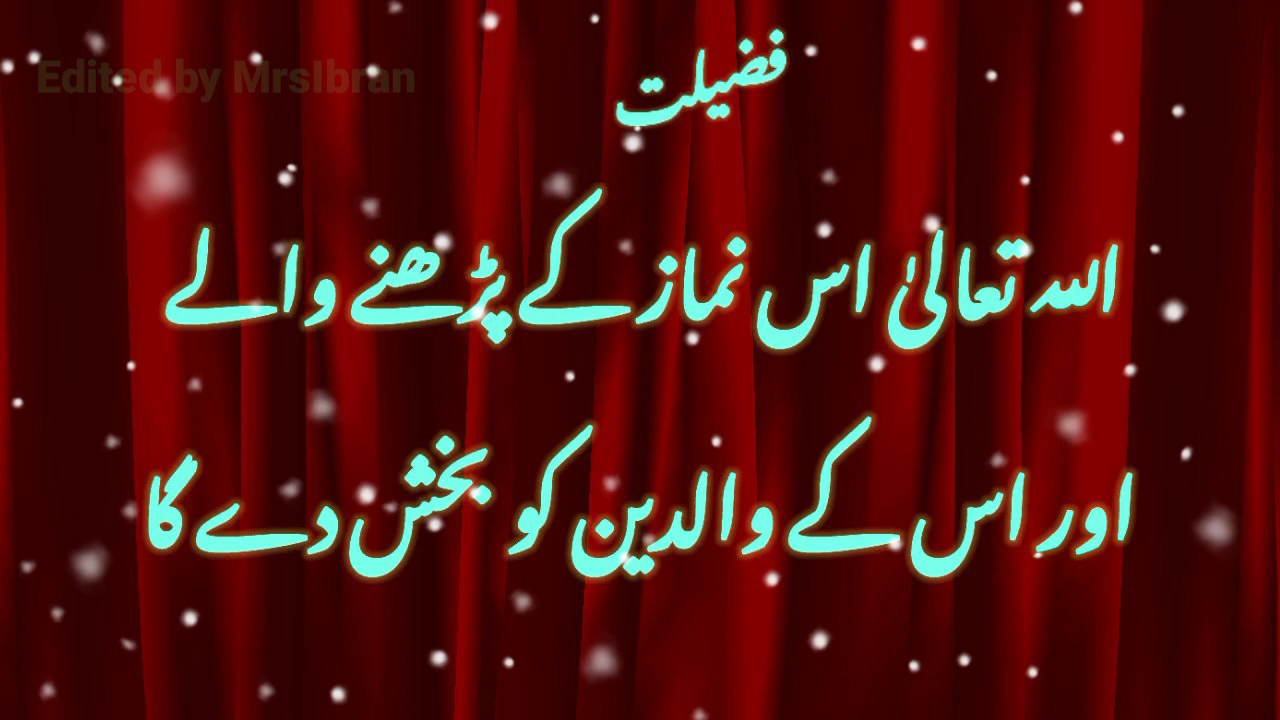 Edited by MrsIbran
فضیلت
اللہ تعالیٰ اس نماز کے پڑھنے والے
اور اس کے والدین کو بخش دے گا